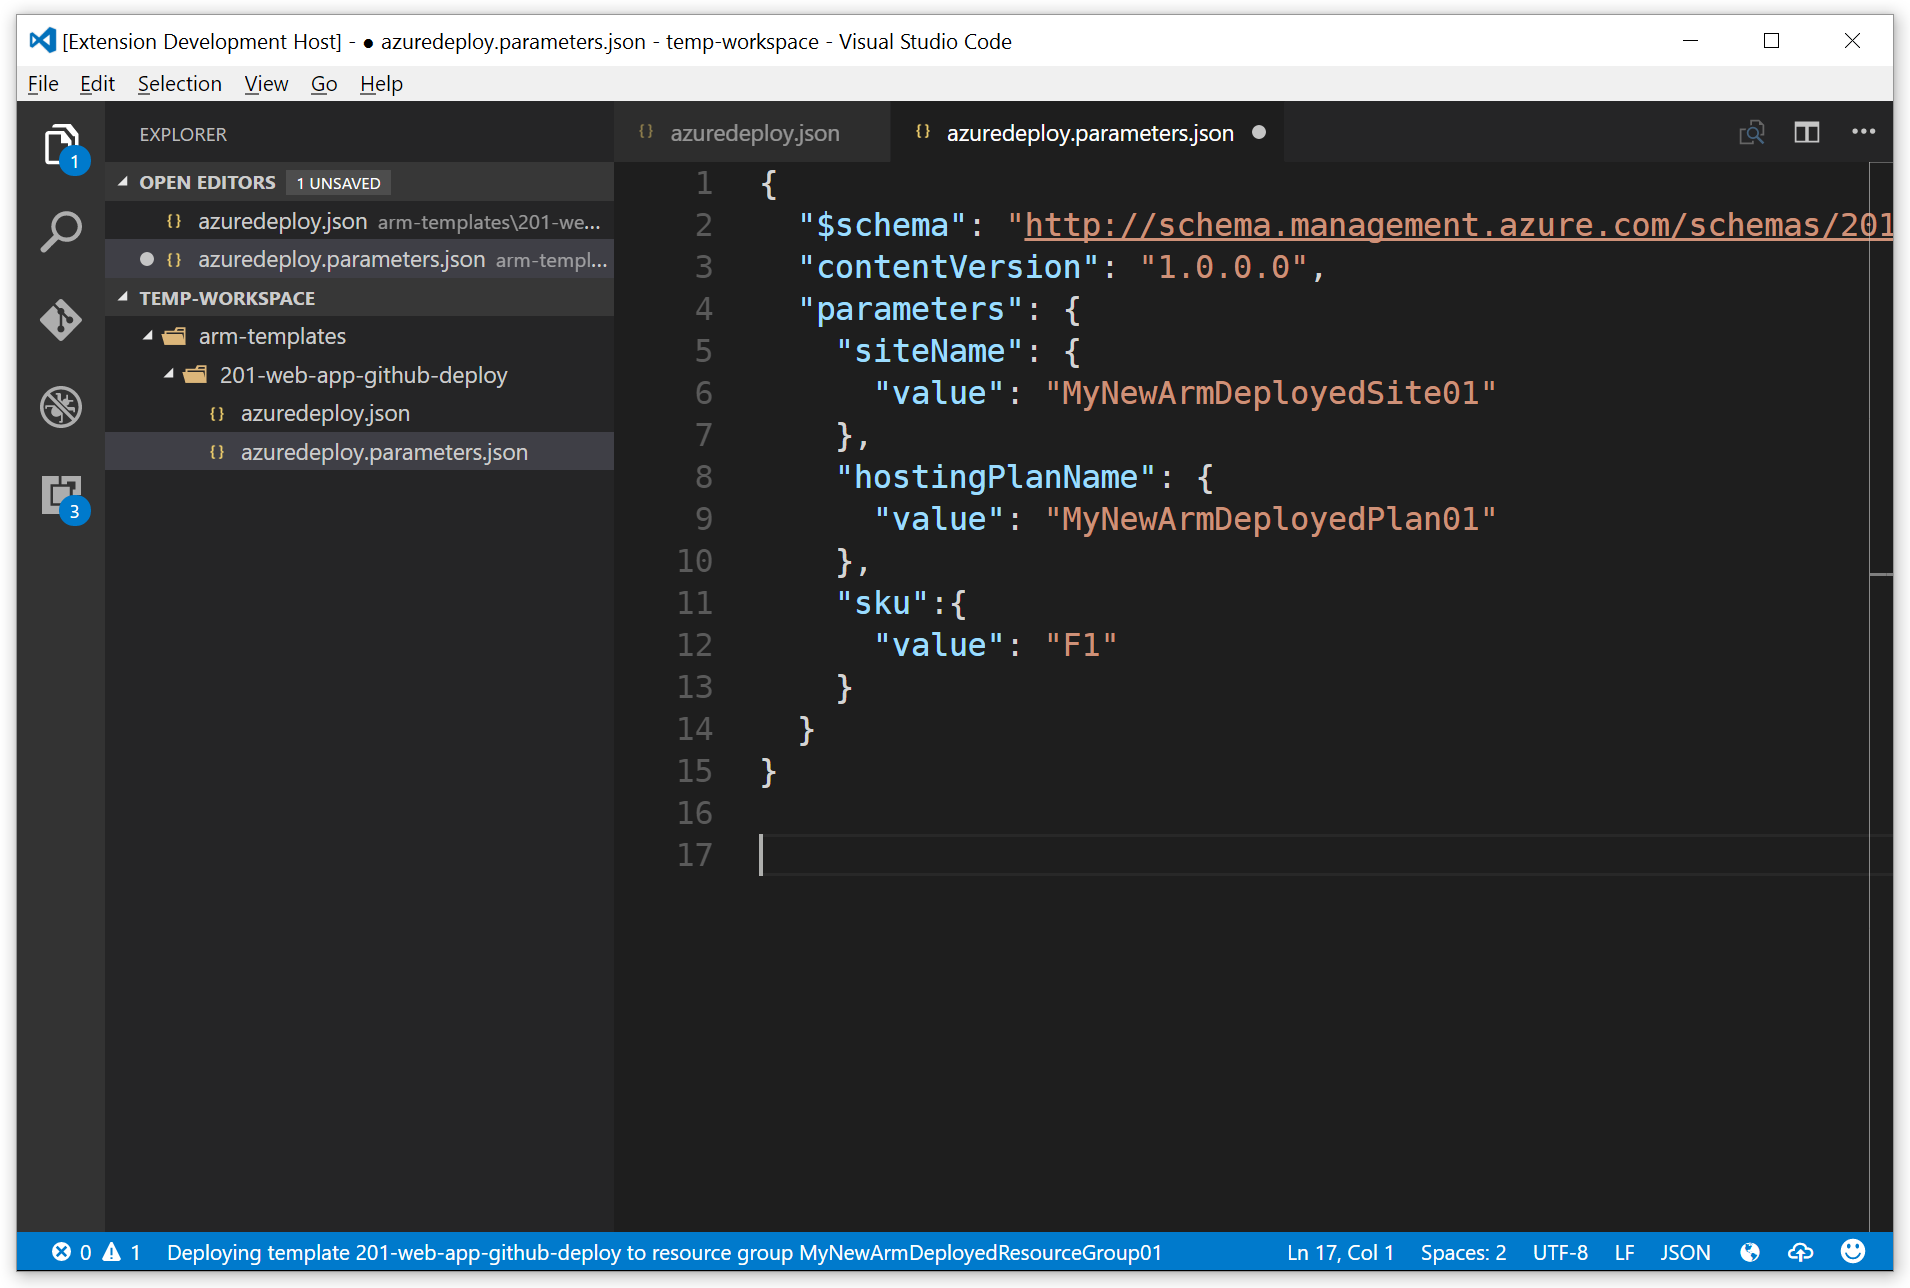 [Extension Development Host] - ● azuredeploy.parameters.json - temp-workspace - Visual Studio Code
File Edit Selection View Go Help
EXPLORER
1
OPEN EDITORS 1 UNSAVED
{} azuredeploy.json arm-templates\201-we...
● {} azuredeploy.parameters.json arm-templ...
TEMP-WORKSPACE
arm-templates
201-web-app-github-deploy
{} azuredeploy.json
{} azuredeploy.parameters.json
3
{} azuredeploy.json {} azuredeploy.parameters.json ●
1 {
2 "$schema": "http://schema.management.azure.com/schemas/201
3 "contentVersion": "1.0.0.0",
4 "parameters": {
5 "siteName": {
6 "value": "MyNewArmDeployedSite01"
7 },
8 "hostingPlanName": {
9 "value": "MyNewArmDeployedPlan01"
10 },
11 "sku":{
12 "value": "F1"
13 }
14 }
15 }
16
17
0 1 Deploying template 201-web-app-github-deploy to resource group MyNewArmDeployedResourceGroup01 Ln 17, Col 1 Spaces: 2 UTF-8 LF JSON